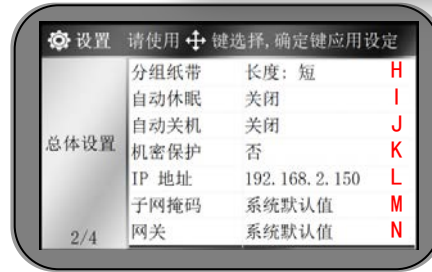 设置 请使用 键选择,确定键应用设定
分组纸带 长度: 短 H
自动休眠 关闭 I
自动关机 关闭 J
总体设置
机密保护 否 K
IP 地址 192.168.2.150 L
子网掩码 系统默认值 M
网关 系统默认值 N
2/4